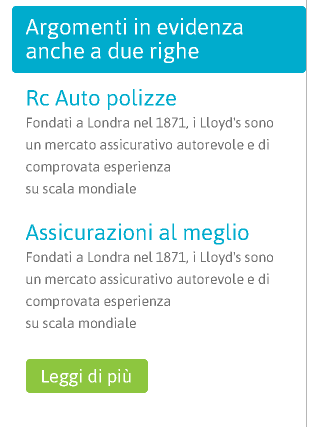 Argomenti in evidenza
anche a due righe
Rc Auto polizze
Fondati a Londra nel 1871, i Lloyd's sono
un mercato assicurativo autorevole e di
comprovata esperienza
su scala mondiale
Assicurazioni al meglio
Fondati a Londra nel 1871, i Lloyd's sono
un mercato assicurativo autorevole e di
comprovata esperienza
su scala mondiale
Leggi di più